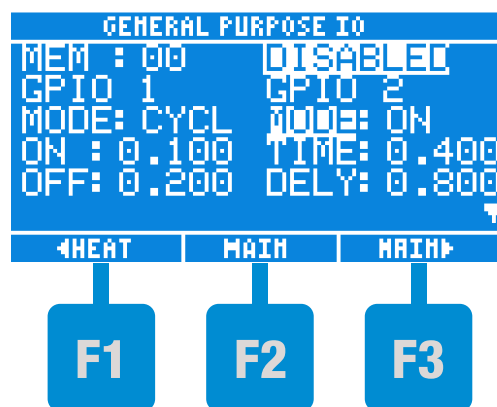 GENERAL PURPOSE IO
MEM : 00 DISABLED
GPIO 1 GPIO 2
MODE: CYCL MODE: ON
ON : 0.100 TIME: 0.400
OFF: 0.200 DELY: 0.800
◀HEAT MAIN MAIN▶
F1 F2 F3